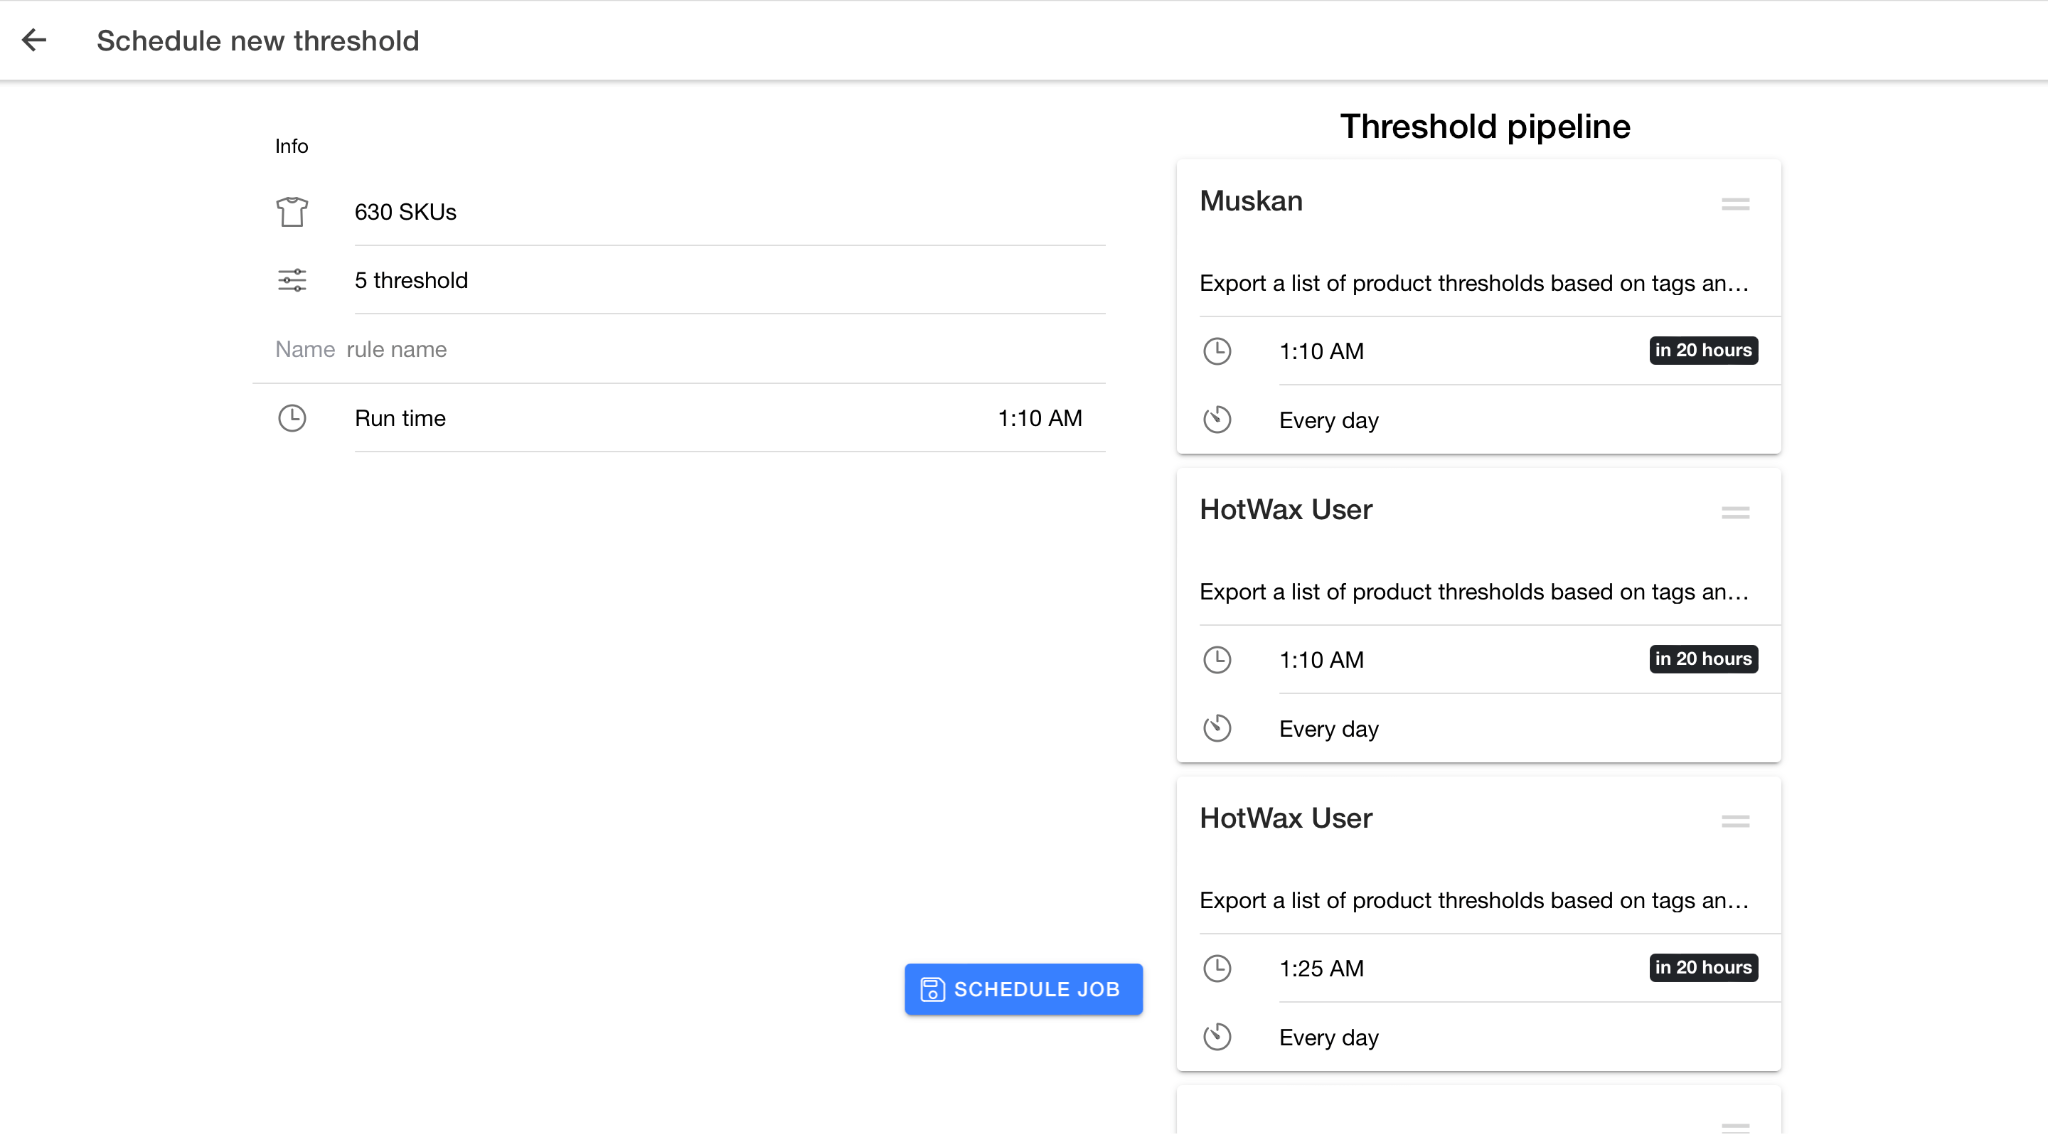 Schedule new threshold
Info
630 SKUs
5 threshold
Name rule name
Run time 1:10 AM
SCHEDULE JOB
Threshold pipeline
Muskan
Export a list of product thresholds based on tags an...
1:10 AM in 20 hours
Every day
HotWax User
Export a list of product thresholds based on tags an...
1:10 AM in 20 hours
Every day
HotWax User
Export a list of product thresholds based on tags an...
1:25 AM in 20 hours
Every day